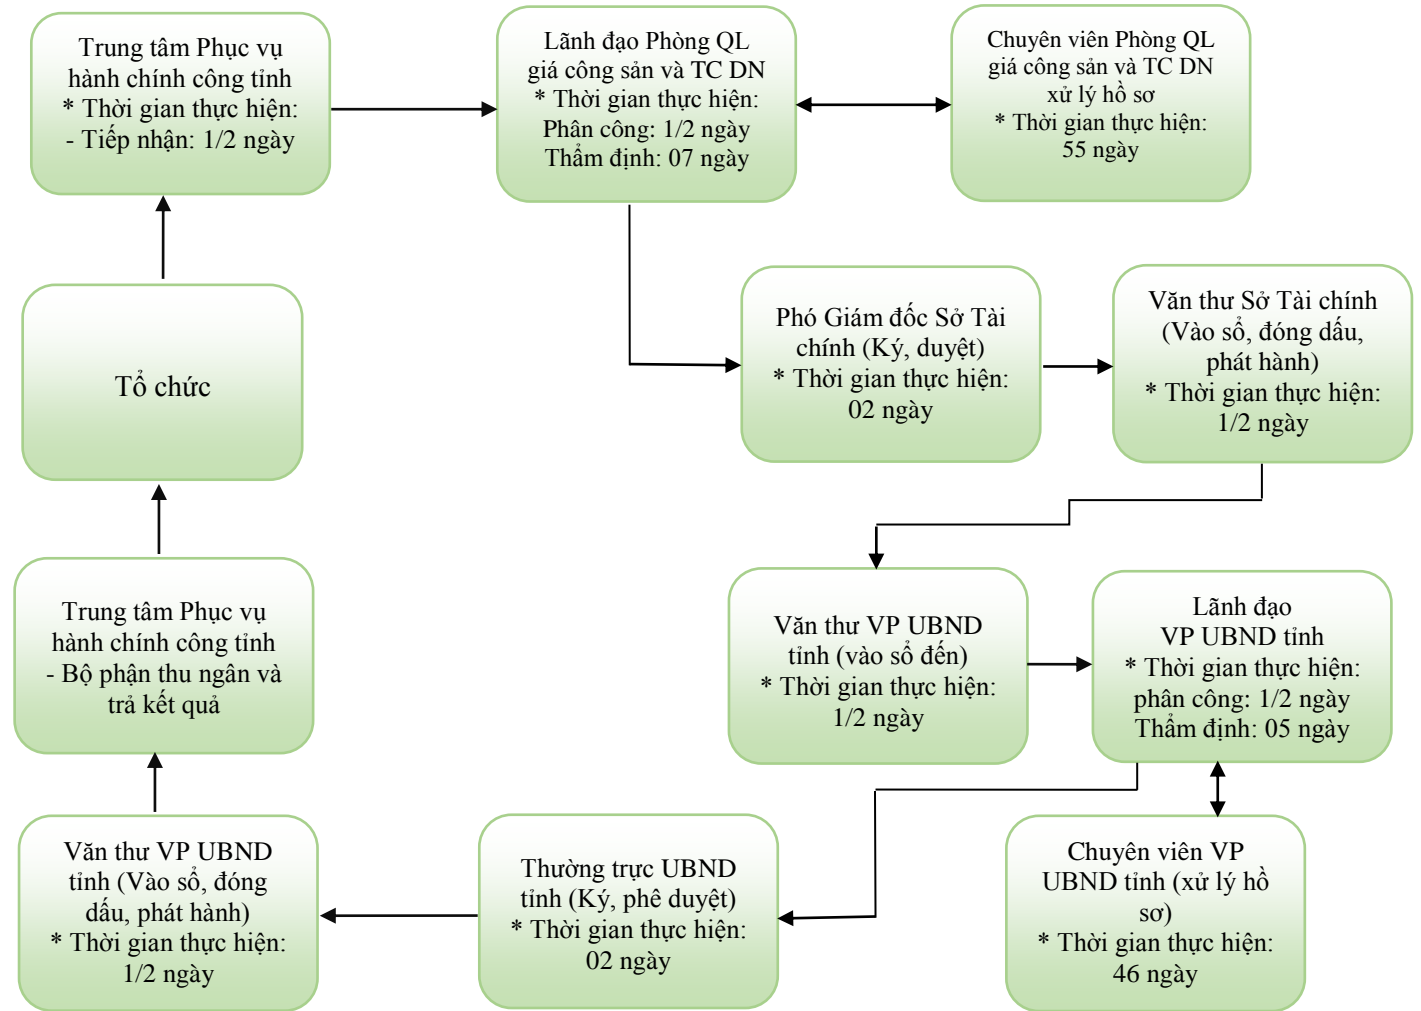 Trung tâm Phục vụ
hành chính công tỉnh
* Thời gian thực hiện:
- Tiếp nhận: 1/2 ngày
Lãnh đạo Phòng QL
giá công sản và TC DN
* Thời gian thực hiện:
Phân công: 1/2 ngày
Thẩm định: 07 ngày
Chuyên viên Phòng QL
giá công sản và TC DN
xử lý hồ sơ
* Thời gian thực hiện:
55 ngày
Tổ chức
Phó Giám đốc Sở Tài
chính (Ký, duyệt)
* Thời gian thực hiện:
02 ngày
Văn thư Sở Tài chính
(Vào sổ, đóng dấu,
phát hành)
* Thời gian thực hiện:
1/2 ngày
Văn thư VP UBND
tỉnh (vào sổ đến)
* Thời gian thực hiện:
1/2 ngày
Lãnh đạo
VP UBND tỉnh
* Thời gian thực hiện:
phân công: 1/2 ngày
Thẩm định: 05 ngày
Chuyên viên VP
UBND tỉnh (xử lý hồ
sơ)
* Thời gian thực hiện:
46 ngày
Thường trực UBND
tỉnh (Ký, phê duyệt)
* Thời gian thực hiện:
02 ngày
Văn thư VP UBND
tỉnh (Vào sổ, đóng
dấu, phát hành)
* Thời gian thực hiện:
1/2 ngày
Trung tâm Phục vụ
hành chính công tỉnh
- Bộ phận thu ngân và
trả kết quả